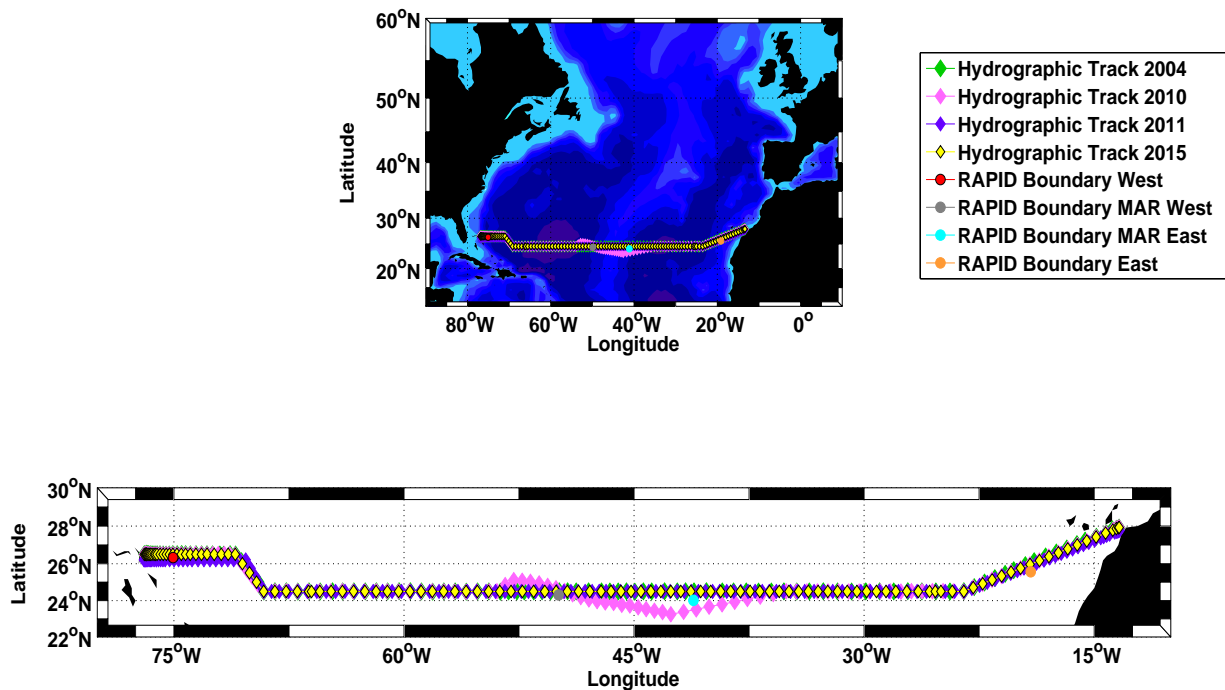 60°N
50°N
40°N
30°N
20°N
Latitude
80°W 60°W 40°W 20°W 0°
Longitude
Hydrographic Track 2004
Hydrographic Track 2010
Hydrographic Track 2011
Hydrographic Track 2015
RAPID Boundary West
RAPID Boundary MAR West
RAPID Boundary MAR East
RAPID Boundary East
30°N
28°N
26°N
24°N
22°N
Latitude
75°W 60°W 45°W 30°W 15°W
Longitude